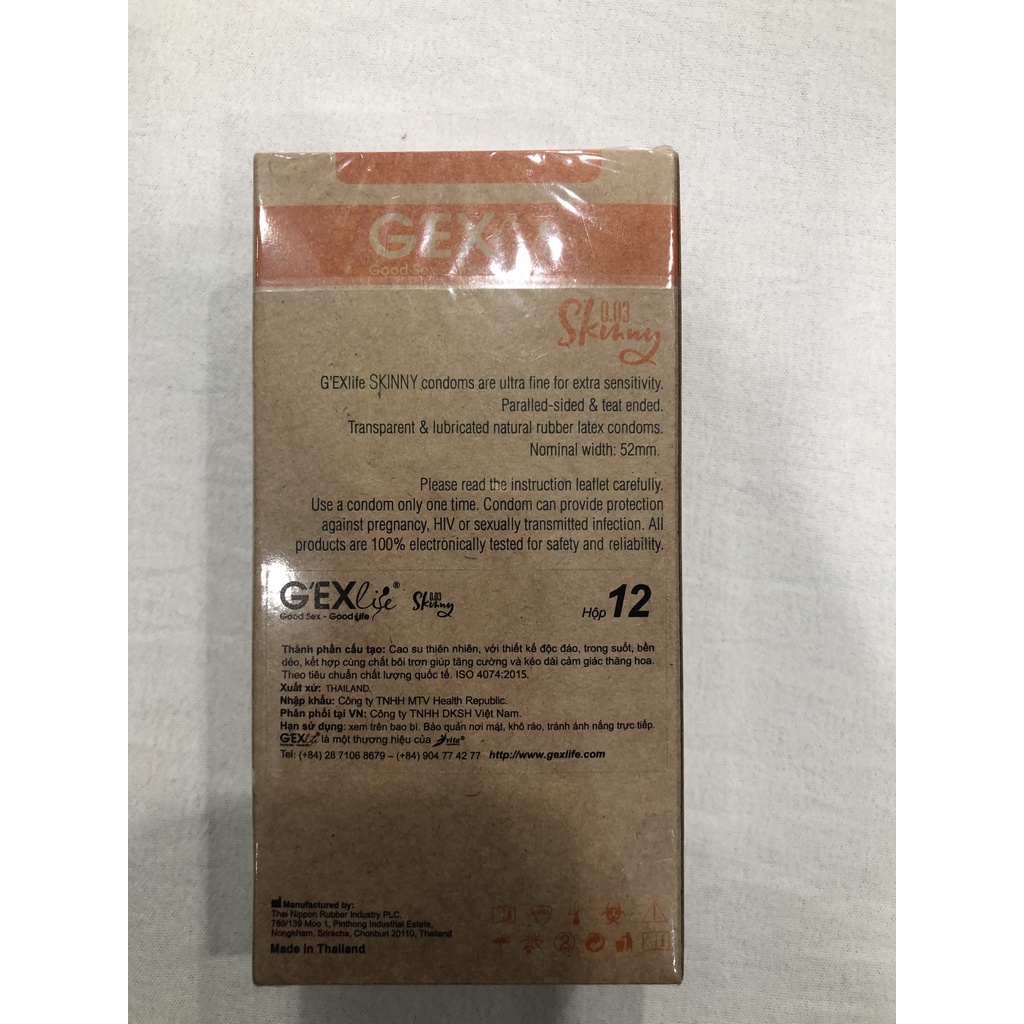 GEX
Good Sex
0.03
Skinny
G'EXlife SKINNY condoms are ultra fine for extra sensitivity.
Paralled-sided & teat ended.
Transparent & lubricated natural rubber latex condoms.
Nominal width: 52mm.
Please read the instruction leaflet carefully.
Use a condom only one time. Condom can provide protection
against pregnancy, HIV or sexually transmitted infection. All
products are 100% electronically tested for safety and reliability.
G'EXlife® 0.03 Skinny
Good Sex - Good life
Hộp 12
Thành phần cấu tạo: Cao su thiên nhiên, với thiết kế độc đáo, trong suốt, bền
dẻo, kết hợp cùng chất bôi trơn giúp tăng cường và kéo dài cảm giác thăng hoa.
Theo tiêu chuẩn chất lượng quốc tế. ISO 4074:2015.
Xuất xứ: THAILAND.
Nhập khẩu: Công ty TNHH MTV Health Republic.
Phân phối tại VN: Công ty TNHH DKSH Việt Nam.
Hạn sử dụng: xem trên bao bì. Bảo quản nơi mát, khô ráo, tránh ánh nắng trực tiếp.
G'EXlife® là một thương hiệu của vita®
Tel: (+84) 28 7106 8679 – (+84) 904 77 42 77 http://www.gexlife.com
Manufactured by:
Thai Nippon Rubber Industry PLC.
789/139 Moo 1, Pinthong Industrial Estate,
Nongkham, Sriracha, Chonburi 20110, Thailand
Made in Thailand